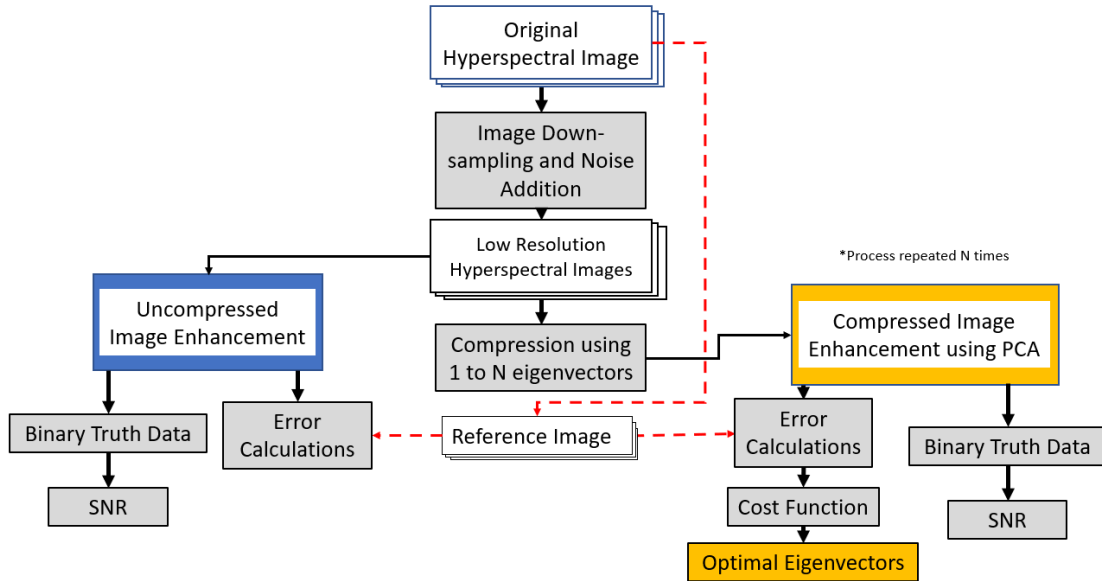 Original
Hyperspectral Image
Image Down-
sampling and Noise
Addition
Low Resolution
Hyperspectral Images
*Process repeated N times
Uncompressed
Image Enhancement
Compression using
1 to N eigenvectors
Compressed Image
Enhancement using PCA
Binary Truth Data
Error
Calculations
Reference Image
Error
Calculations
Binary Truth Data
SNR
Cost Function
SNR
Optimal Eigenvectors